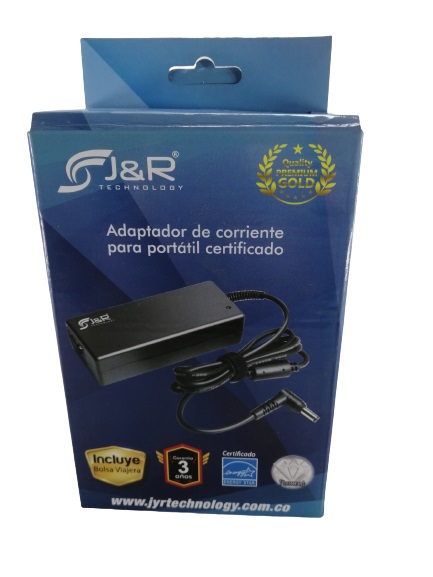 J&R®
TECHNOLOGY
Quality
PREMIUM
GOLD
Adaptador de corriente
para portátil certificado
J&R
Incluye
Bolsa Viajera
Garantía
3
años
Certificado
ENERGY STAR
www.jyrtechnology.com.co